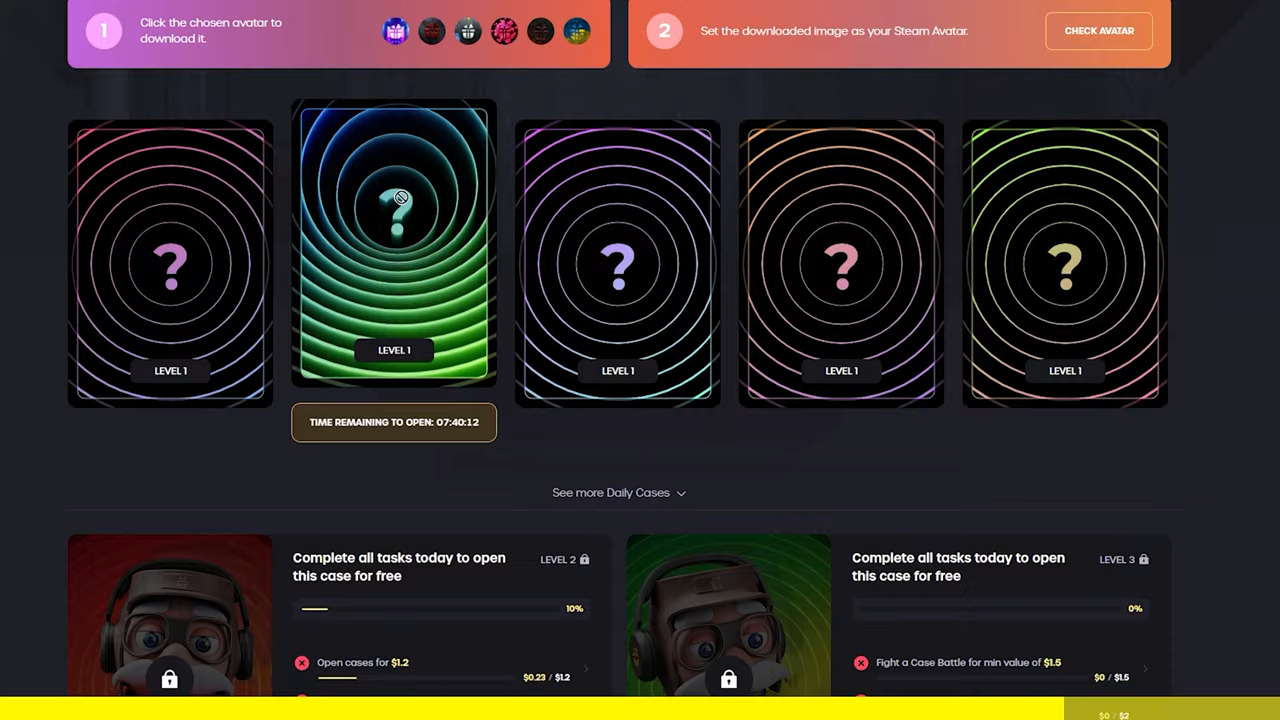 1
Click the chosen avatar to
download it.
2
Set the downloaded image as your Steam Avatar.
CHECK AVATAR
?
LEVEL 1
?
LEVEL 1
?
LEVEL 1
?
LEVEL 1
?
LEVEL 1
TIME REMAINING TO OPEN: 07:40:12
See more Daily Cases
Complete all tasks today to open
this case for free
LEVEL 2
10%
Open cases for $1.2
$0.23 / $1.2
Complete all tasks today to open
this case for free
LEVEL 3
0%
Fight a Case Battle for min value of $1.5
$0 / $1.5
$0 / $2